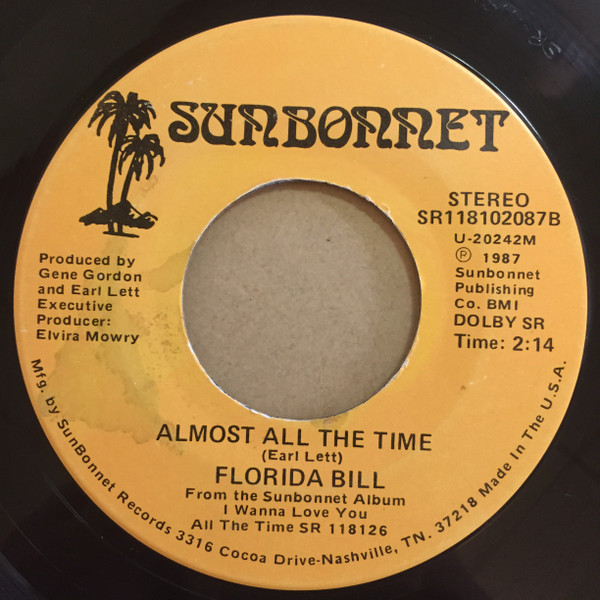 SUNBONNET
STEREO
SR118102087B
U-20242M
Ⓟ 1987
Sunbonnet
Publishing
Co. BMI
DOLBY SR
Time: 2:14
Produced by
Gene Gordon
and Earl Lett
Executive
Producer:
Elvira Mowry
ALMOST ALL THE TIME
(Earl Lett)
FLORIDA BILL
From the Sunbonnet Album
I Wanna Love You
All The Time SR 118126
Mfg. by SunBonnet Records 3316 Cocoa Drive-Nashville, TN. 37218 Made In The U.S.A.